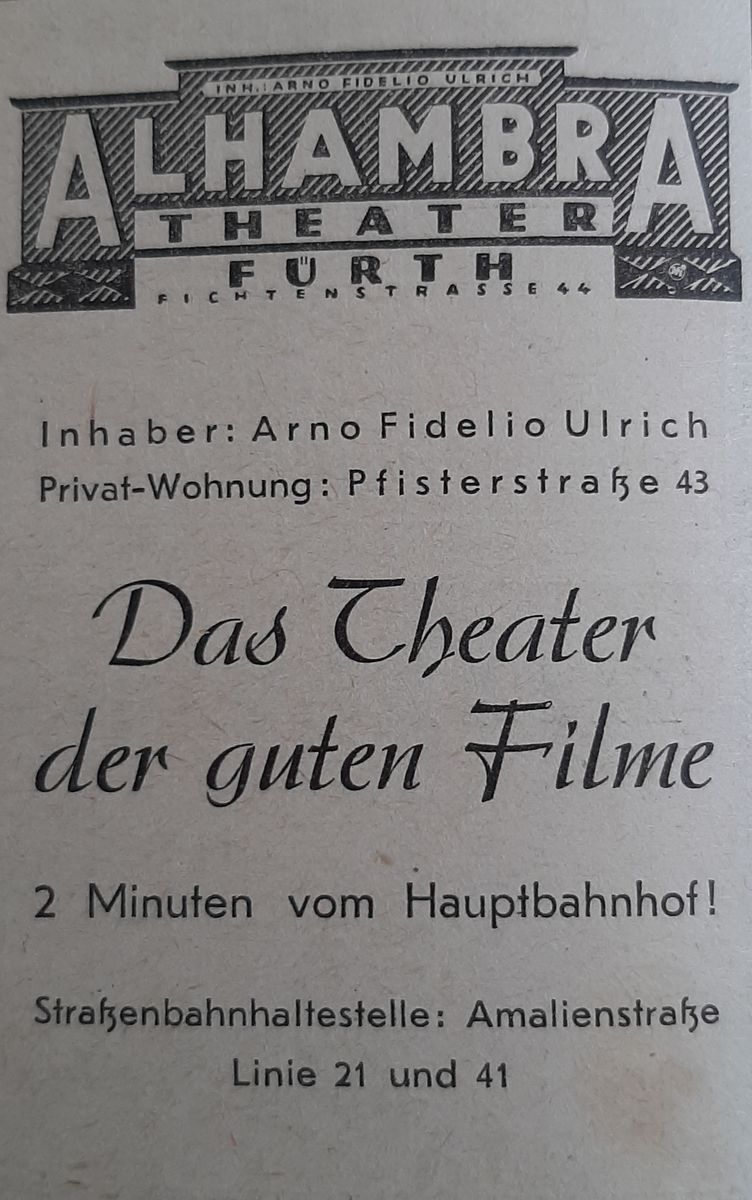 INH.: ARNO FIDELIO ULRICH
ALHAMBRA
THEATER
FÜRTH
FICHTENSTRASSE 44
Inhaber: Arno Fidelio Ulrich
Privat-Wohnung: Pfisterstraße 43
Das Theater
der guten Filme
2 Minuten vom Hauptbahnhof!
Straßenbahnhaltestelle: Amalienstraße
Linie 21 und 41